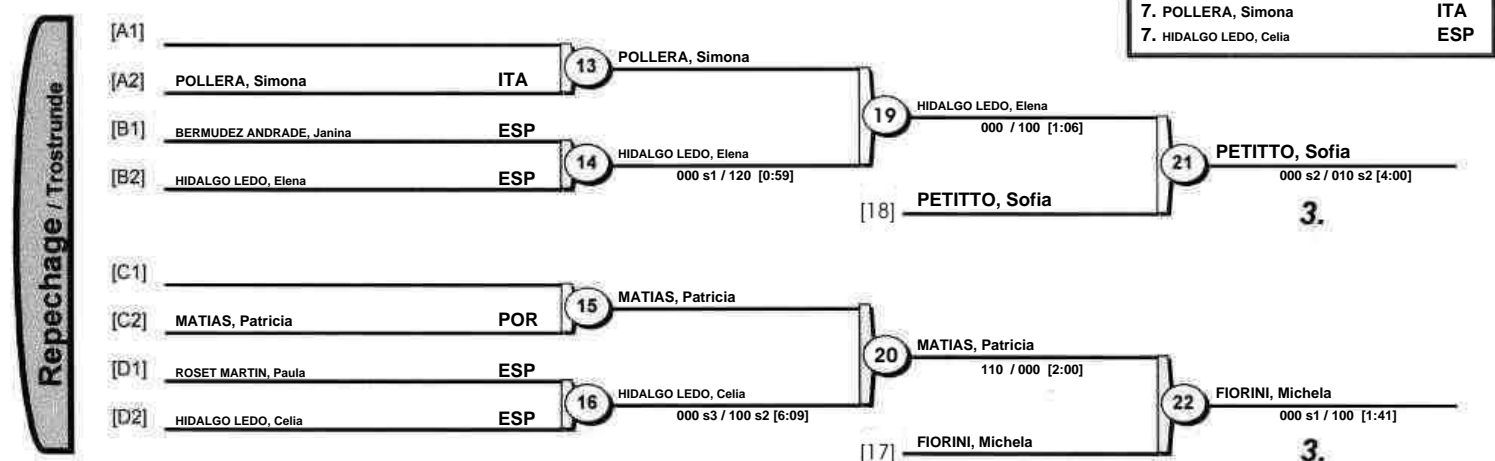 7. POLLERA, Simona ITA
7. HIDALGO LEDO, Celia ESP
Repechage / Trostrunde
[A1]
13 POLLERA, Simona
[A2] POLLERA, Simona ITA
19 HIDALGO LEDO, Elena
000 / 100 [1:06]
[B1] BERMUDEZ ANDRADE, Janina ESP
14 HIDALGO LEDO, Elena
000 s1 / 120 [0:59]
21 PETITTO, Sofia
000 s2 / 010 s2 [4:00]
[B2] HIDALGO LEDO, Elena ESP
[18] PETITTO, Sofia
3.
[C1]
15 MATIAS, Patricia
[C2] MATIAS, Patricia POR
20 MATIAS, Patricia
110 / 000 [2:00]
[D1] ROSET MARTIN, Paula ESP
16 HIDALGO LEDO, Celia
000 s3 / 100 s2 [6:09]
22 FIORINI, Michela
000 s1 / 100 [1:41]
[D2] HIDALGO LEDO, Celia ESP
[17] FIORINI, Michela
3.